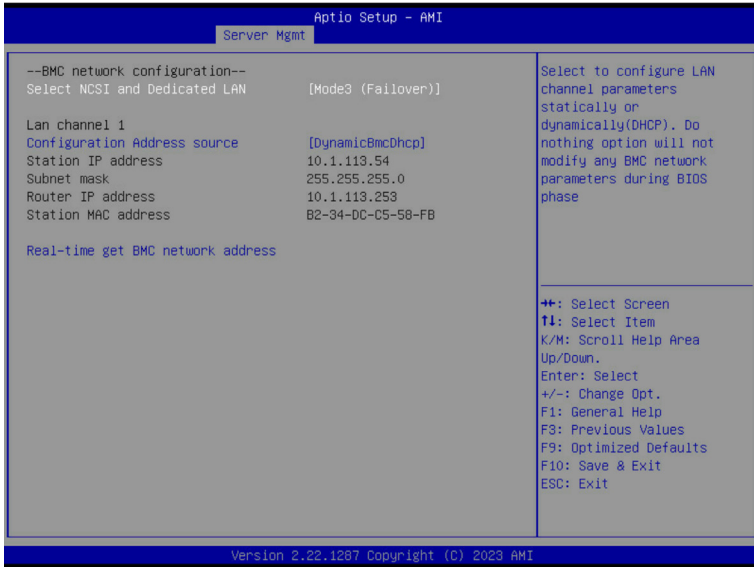 Aptio Setup – AMI
Server Mgmt
--BMC network configuration--
Select NCSI and Dedicated LAN [Mode3 (Failover)]
Lan channel 1
Configuration Address source [DynamicBmcDhcp]
Station IP address 10.1.113.54
Subnet mask 255.255.255.0
Router IP address 10.1.113.253
Station MAC address B2-34-DC-C5-58-FB
Real-time get BMC network address
Select to configure LAN
channel parameters
statically or
dynamically(DHCP). Do
nothing option will not
modify any BMC network
parameters during BIOS
phase
→←: Select Screen
↑↓: Select Item
K/M: Scroll Help Area
Up/Down.
Enter: Select
+/-: Change Opt.
F1: General Help
F3: Previous Values
F9: Optimized Defaults
F10: Save & Exit
ESC: Exit
Version 2.22.1287 Copyright (C) 2023 AMI